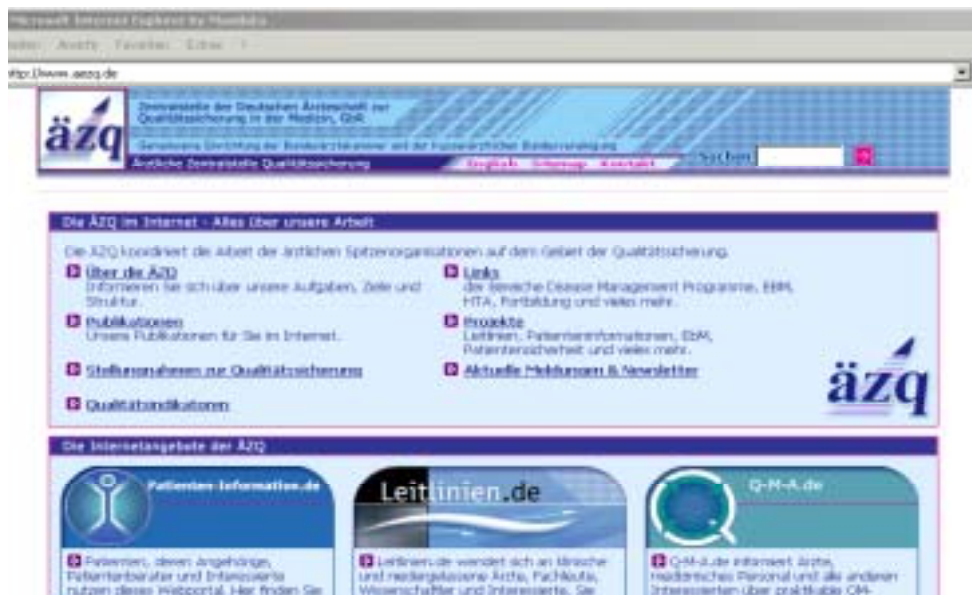 Microsoft Internet Explorer by
Ansicht Favoriten Extras ?
http://www.aezq.de
äzq
Zentralstelle der Deutschen Ärzteschaft zur
Qualitätssicherung in der Medizin, GbR
Gemeinsame Einrichtung der Bundesärztekammer und der Kassenärztlichen Bundesvereinigung
Ärztliche Zentralstelle Qualitätssicherung
English Sitemap Kontakt
Suchen
Die ÄZQ im Internet - Alles über unsere Arbeit
Die ÄZQ koordiniert die Arbeit der ärztlichen Spitzenorganisationen auf dem Gebiet der Qualitätssicherung.
Über die ÄZQ
Informieren Sie sich über unsere Aufgaben, Ziele und
Struktur.
Links
der Bereiche Disease Management Programme, EBM,
HTA, Fortbildung und vieles mehr.
Publikationen
Unsere Publikationen für Sie im Internet.
Projekte
Leitlinien, Patienteninformationen, EbM,
Patientensicherheit und vieles mehr.
Stellungnahmen zur Qualitätssicherung
Aktuelle Meldungen & Newsletter
Qualitätsindikatoren
äzq
Die Internetangebote der ÄZQ
Patienten-Information.de
Leitlinien.de
Q-M-A.de
Patienten, deren Angehörige,
Patientenberater und Interessierte
nutzen dieses Webportal. Hier finden Sie
Leitlinien.de wendet sich an klinische
und niedergelassene Ärzte, Fachleute,
Wissenschaftler und Interessierte. Sie
Q-M-A.de informiert Ärzte,
medizinisches Personal und alle anderen
Interessierten über praktikable QM-